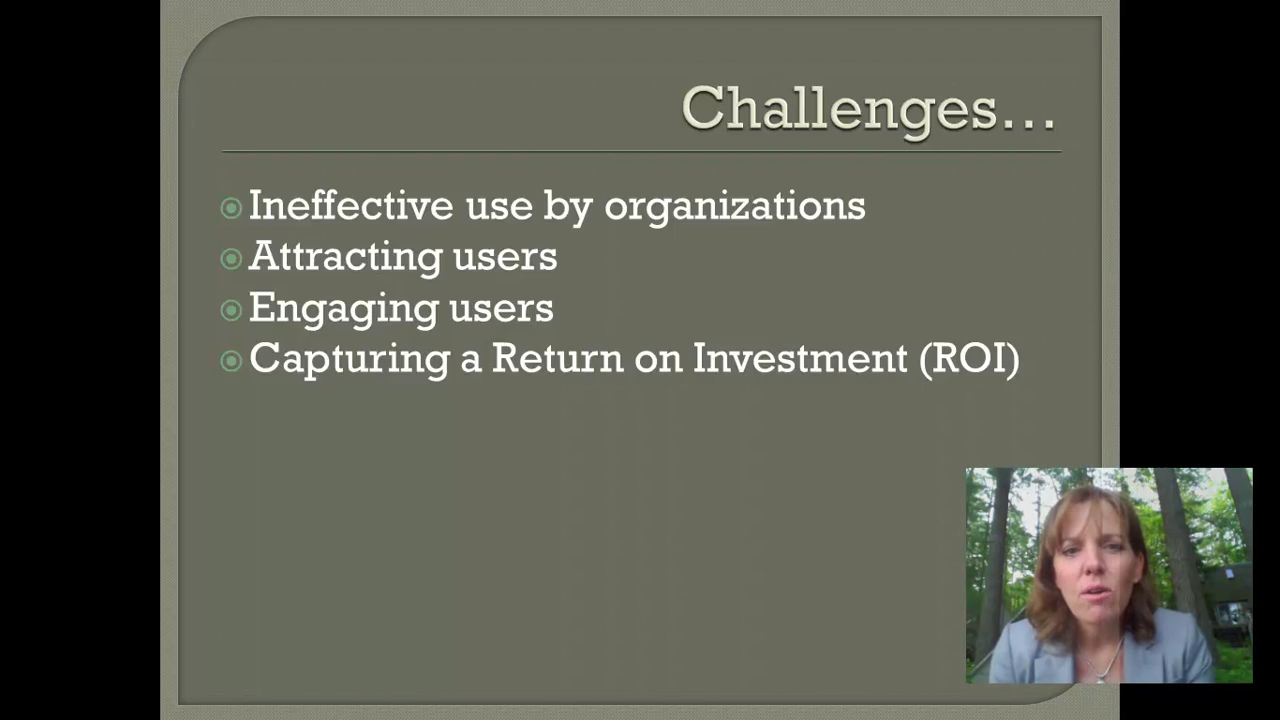 Challenges...
Ineffective use by organizations
Attracting users
Engaging users
Capturing a Return on Investment (ROI)